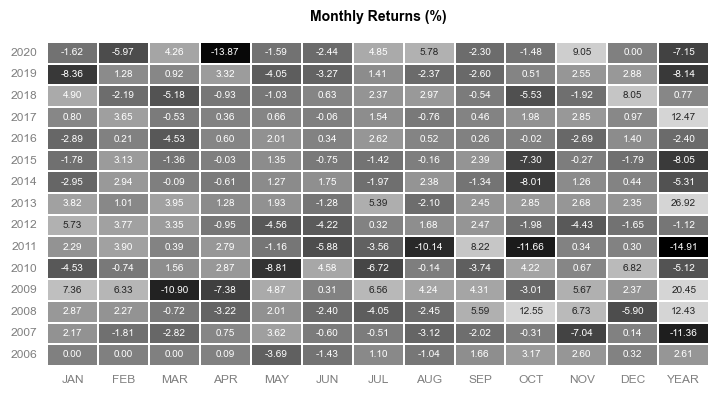 Monthly Returns (%)
2020 -1.62 -5.97 4.26 -13.87 -1.59 -2.44 4.85 5.78 -2.30 -1.48 9.05 0.00 -7.15
2019 -8.36 1.28 0.92 3.32 -4.05 -3.27 1.41 -2.37 -2.60 0.51 2.55 2.88 -8.14
2018 4.90 -2.19 -5.18 -0.93 -1.03 0.63 2.37 2.97 -0.54 -5.53 -1.92 8.05 0.77
2017 0.80 3.65 -0.53 0.36 0.66 -0.06 1.54 -0.76 0.46 1.98 2.85 0.97 12.47
2016 -2.89 0.21 -4.53 0.60 2.01 0.34 2.62 0.52 0.26 -0.02 -2.69 1.40 -2.40
2015 -1.78 3.13 -1.36 -0.03 1.35 -0.75 -1.42 -0.16 2.39 -7.30 -0.27 -1.79 -8.05
2014 -2.95 2.94 -0.09 -0.61 1.27 1.75 -1.97 2.38 -1.34 -8.01 1.26 0.44 -5.31
2013 3.82 1.01 3.95 1.28 1.93 -1.28 5.39 -2.10 2.45 2.85 2.68 2.35 26.92
2012 5.73 3.77 3.35 -0.95 -4.56 -4.22 0.32 1.68 2.47 -1.98 -4.43 -1.65 -1.12
2011 2.29 3.90 0.39 2.79 -1.16 -5.88 -3.56 -10.14 8.22 -11.66 0.34 0.30 -14.91
2010 -4.53 -0.74 1.56 2.87 -8.81 4.58 -6.72 -0.14 -3.74 4.22 0.67 6.82 -5.12
2009 7.36 6.33 -10.90 -7.38 4.87 0.31 6.56 4.24 4.31 -3.01 5.67 2.37 20.45
2008 2.87 2.27 -0.72 -3.22 2.01 -2.40 -4.05 -2.45 5.59 12.55 6.73 -5.90 12.43
2007 2.17 -1.81 -2.82 0.75 3.62 -0.60 -0.51 -3.12 -2.02 -0.31 -7.04 0.14 -11.36
2006 0.00 0.00 0.00 0.09 -3.69 -1.43 1.10 -1.04 1.66 3.17 2.60 0.32 2.61
JAN FEB MAR APR MAY JUN JUL AUG SEP OCT NOV DEC YEAR